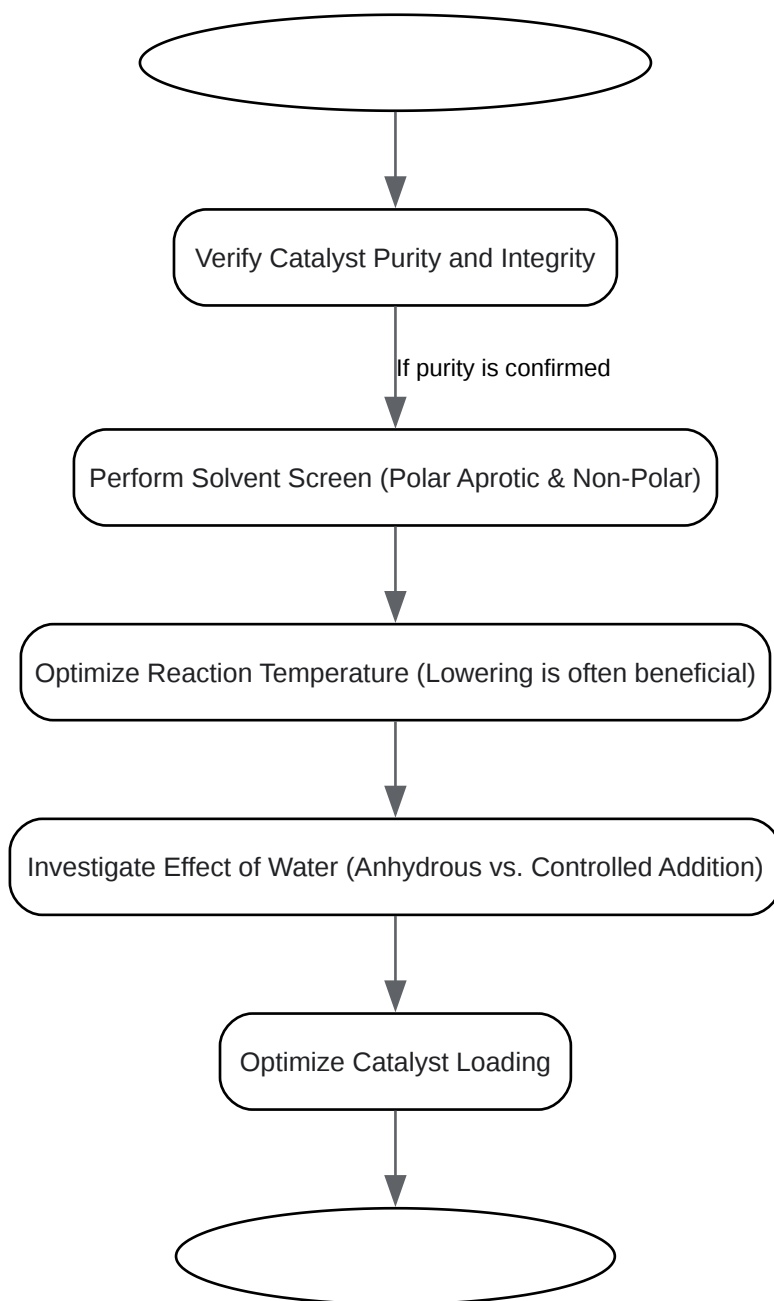 Verify Catalyst Purity and Integrity
If purity is confirmed
Perform Solvent Screen (Polar Aprotic & Non-Polar)
Optimize Reaction Temperature (Lowering is often beneficial)
Investigate Effect of Water (Anhydrous vs. Controlled Addition)
Optimize Catalyst Loading